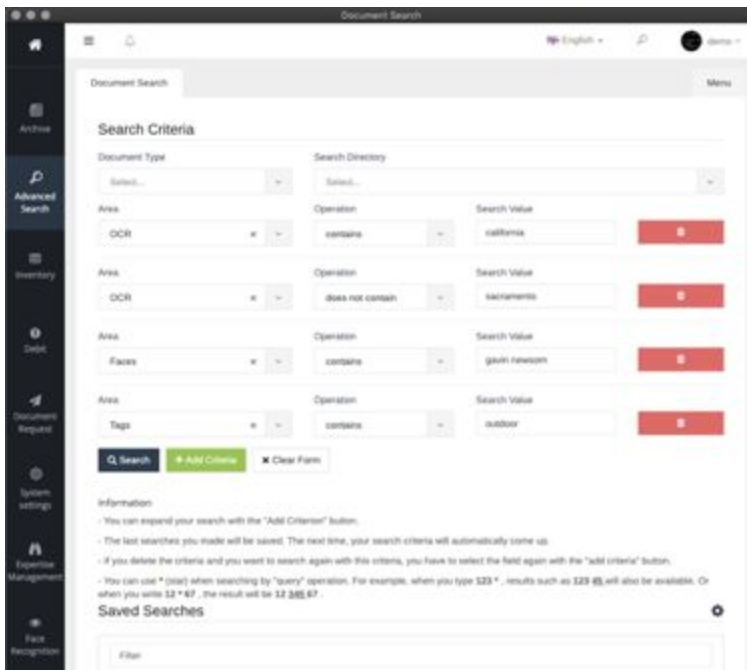 Document Search
English
demo
Document Search
Menu
Archive
Advanced
Search
Inventory
Debit
Document
Request
System
settings
Expertise
Management
Face
Recognition
Search Criteria
Document Type
Search Directory
Select...
Select...
Area
Operation
Search Value
OCR
contains
california
Area
Operation
Search Value
OCR
does not contain
sacramento
Area
Operation
Search Value
Faces
contains
gavin newsom
Area
Operation
Search Value
Tags
contains
outdoor
Search
+ Add Criteria
× Clear Form
Information
- You can expand your search with the "Add Criterion" button.
- The last searches you made will be saved. The next time, your search criteria will automatically come up.
- If you delete the criteria and you want to search again with this criteria, you have to select the field again with the "add criteria" button.
- You can use * (star) when searching by "query" operation. For example, when you type 123 * , results such as 123 45 will also be available. Or
when you write 12 * 67 , the result will be 12 345 67 .
Saved Searches
Filter